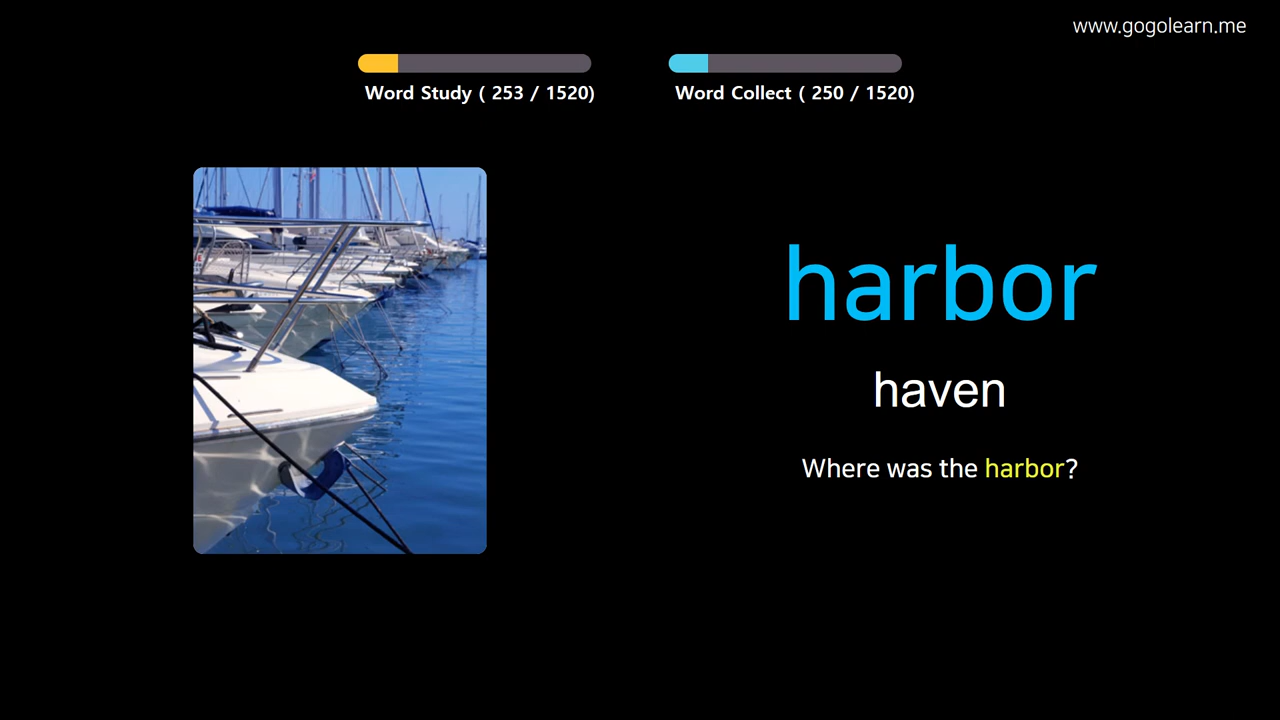 www.gogolearn.me
Word Study ( 253 / 1520)
Word Collect ( 250 / 1520)
harbor
haven
Where was the harbor?